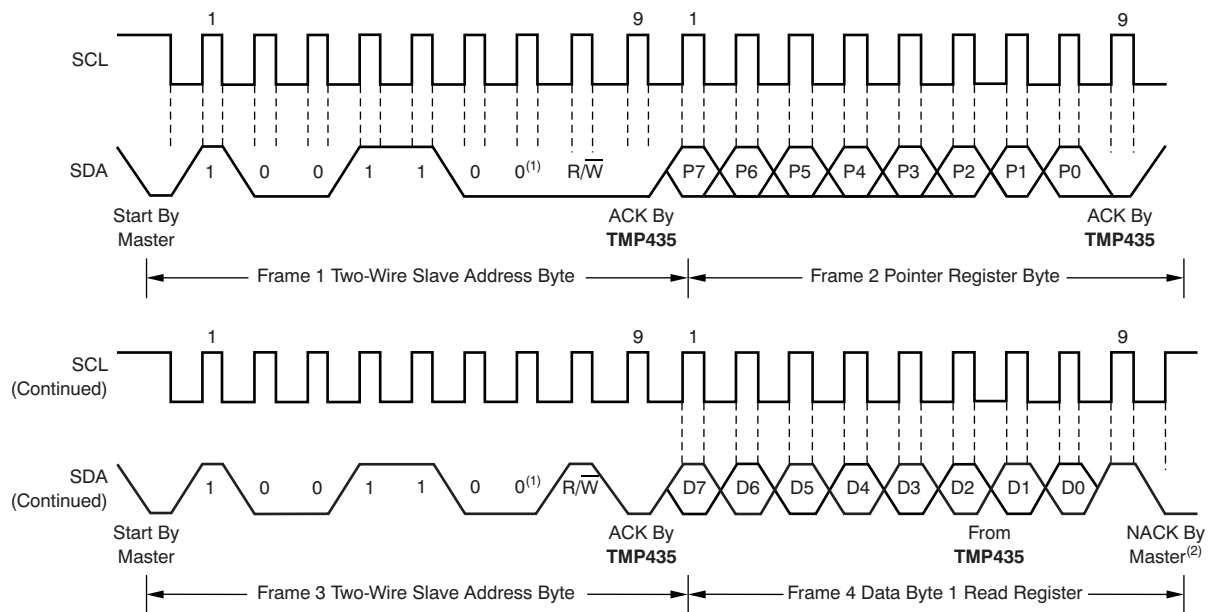 1 9 1 9
SCL
SDA
1 0 0 1 1 0 0(1) R/W̅ P7 P6 P5 P4 P3 P2 P1 P0
Start By
Master
ACK By
TMP435
ACK By
TMP435
Frame 1 Two-Wire Slave Address Byte
Frame 2 Pointer Register Byte
1 9 1 9
SCL
(Continued)
SDA
(Continued)
1 0 0 1 1 0 0(1) R/W̅ D7 D6 D5 D4 D3 D2 D1 D0
Start By
Master
ACK By
TMP435
From
TMP435
NACK By
Master(2)
Frame 3 Two-Wire Slave Address Byte
Frame 4 Data Byte 1 Read Register